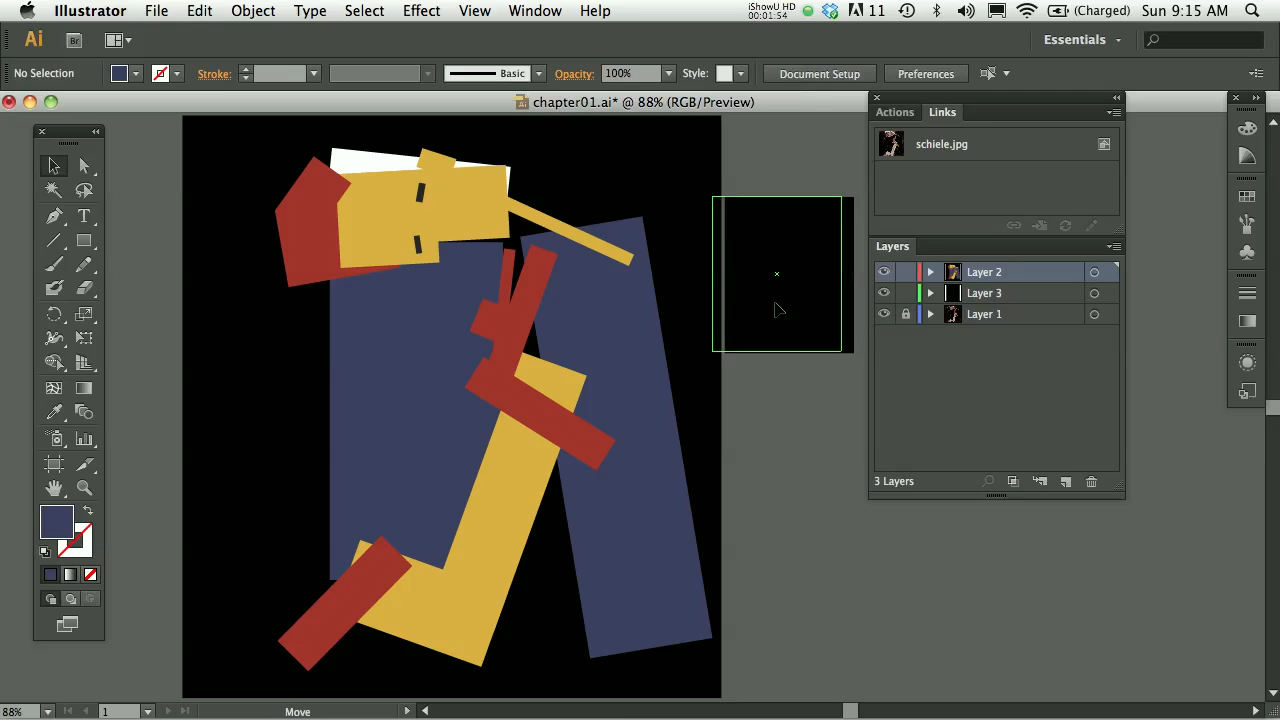 Illustrator File Edit Object Type Select Effect View Window Help iShowU HD 00:01:54 11 (Charged) Sun 9:15 AM
Ai Br Essentials
No Selection Stroke: Basic Opacity: 100% Style: Document Setup Preferences
chapter01.ai* @ 88% (RGB/Preview)
Actions Links
schiele.jpg
Layers
Layer 2
Layer 3
Layer 1
3 Layers
T
88% 1 Move